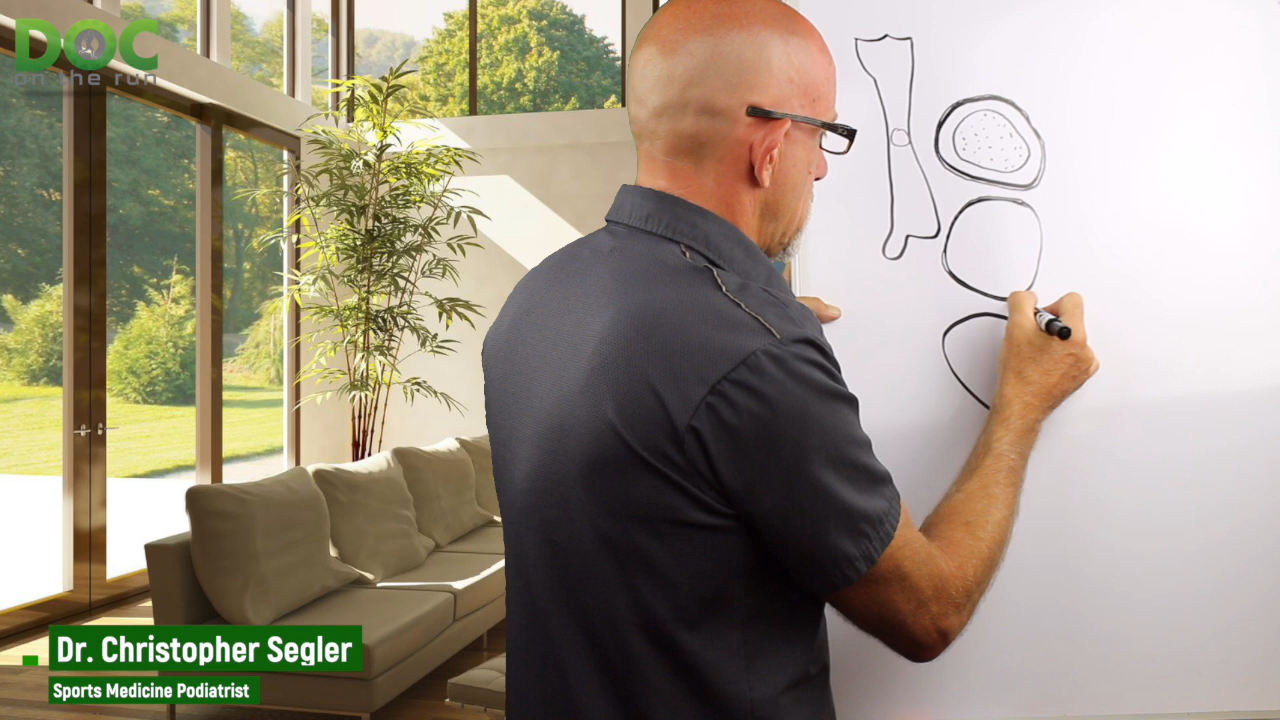 DOC
on the run
Dr. Christopher Segler
Sports Medicine Podiatrist